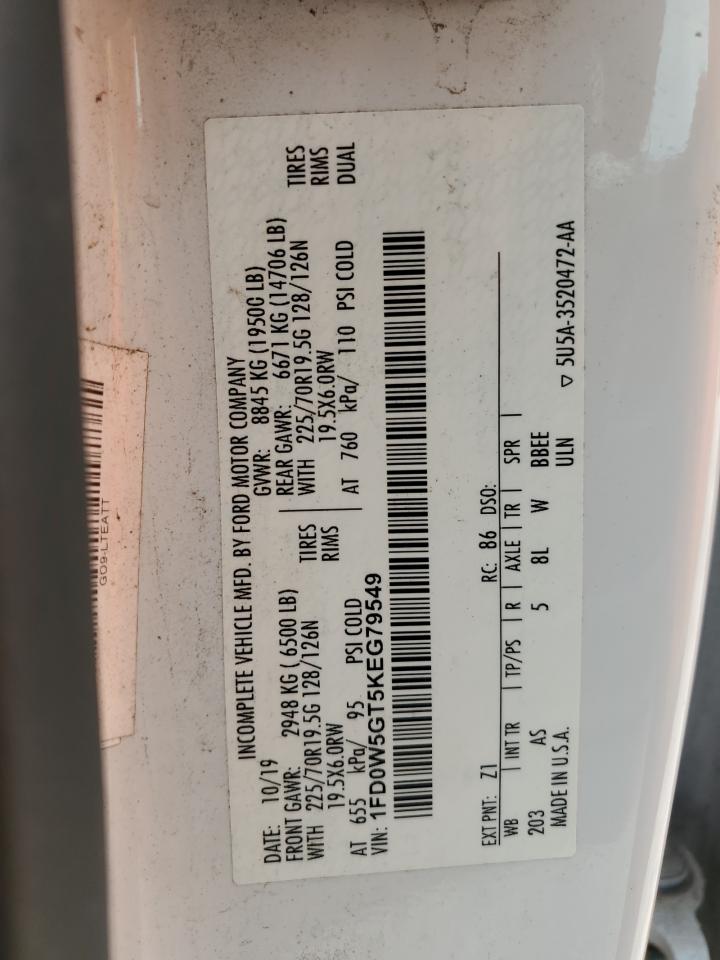 GO9-LTEATT
INCOMPLETE VEHICLE MFD. BY FORD MOTOR COMPANY
DATE: 10/19 GVWR: 8845 KG (19500 LB)
FRONT GAWR: 2948 KG ( 6500 LB) REAR GAWR: 6671 KG (14706 LB)
WITH 225/70R19.5G 128/126N TIRES WITH 225/70R19.5G 128/126N TIRES
19.5X6.0RW RIMS 19.5X6.0RW RIMS
AT 655 kPa/ 95 PSI COLD AT 760 kPa/ 110 PSI COLD DUAL
VIN: 1FD0W5GT5KEG79549
EXT PNT: Z1 RC: 86 DSO:
WB | INT TR | TP/PS | R | AXLE | TR | SPR |
203 AS 5 8L W BBEE
MADE IN U.S.A. ULN
▽ 5U5A-3520472-AA